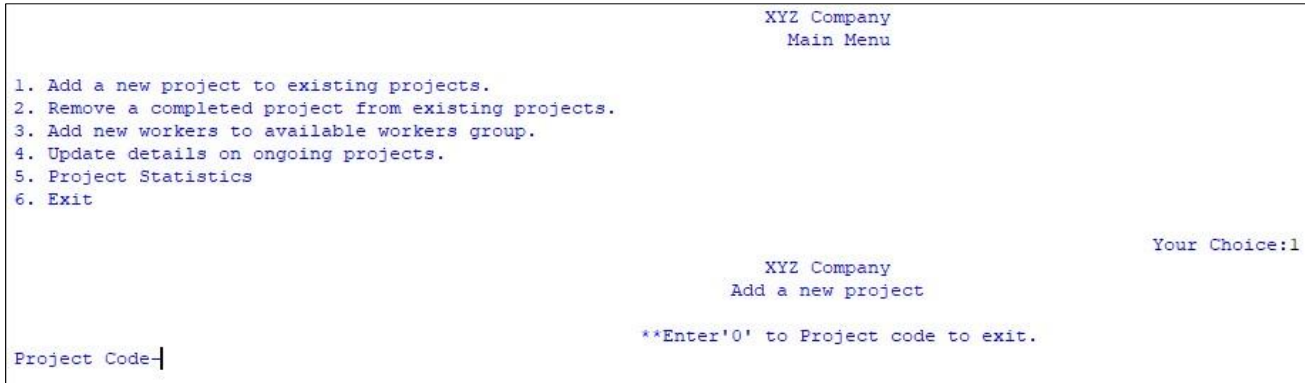 XYZ Company
Main Menu
1. Add a new project to existing projects.
2. Remove a completed project from existing projects.
3. Add new workers to available workers group.
4. Update details on ongoing projects.
5. Project Statistics
6. Exit
Your Choice:1
XYZ Company
Add a new project
**Enter'0' to Project code to exit.
Project Code-